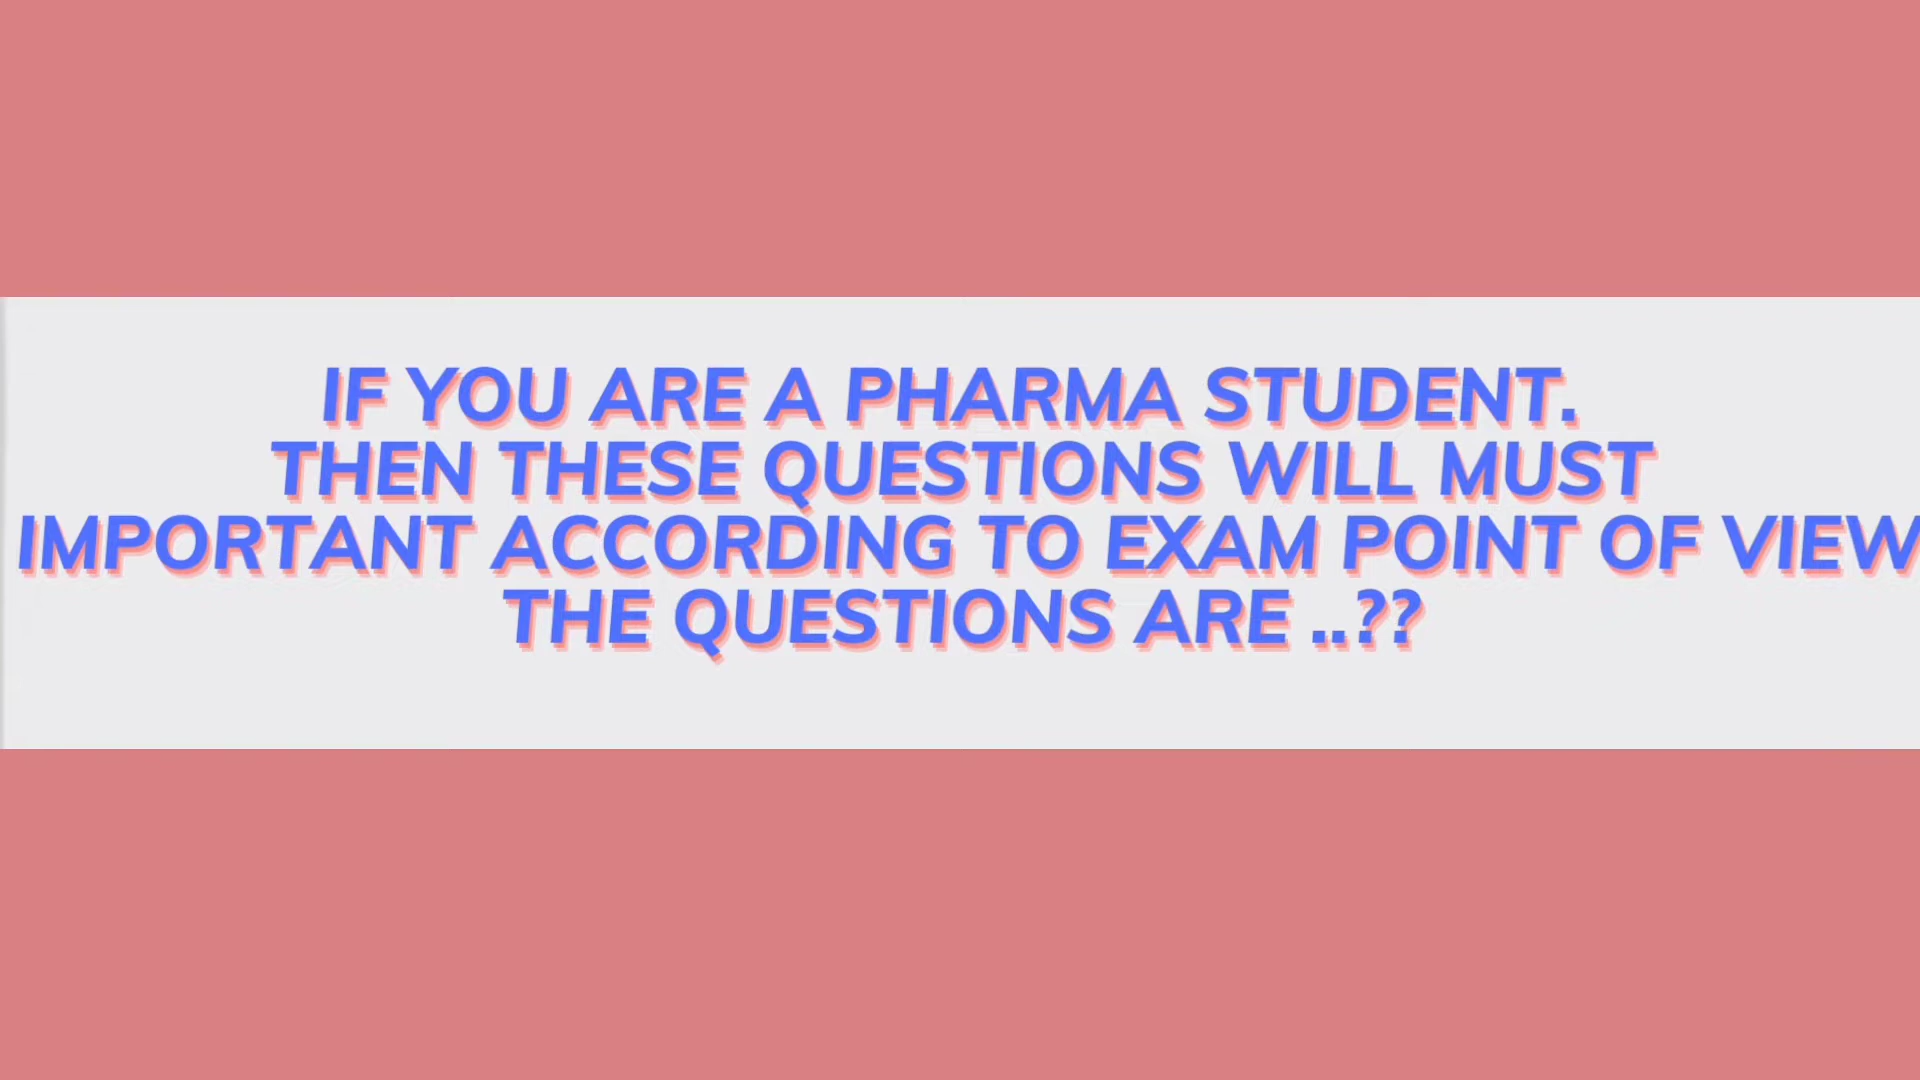 IF YOU ARE A PHARMA STUDENT.
THEN THESE QUESTIONS WILL MUST
IMPORTANT ACCORDING TO EXAM POINT OF VIEW
THE QUESTIONS ARE ..??